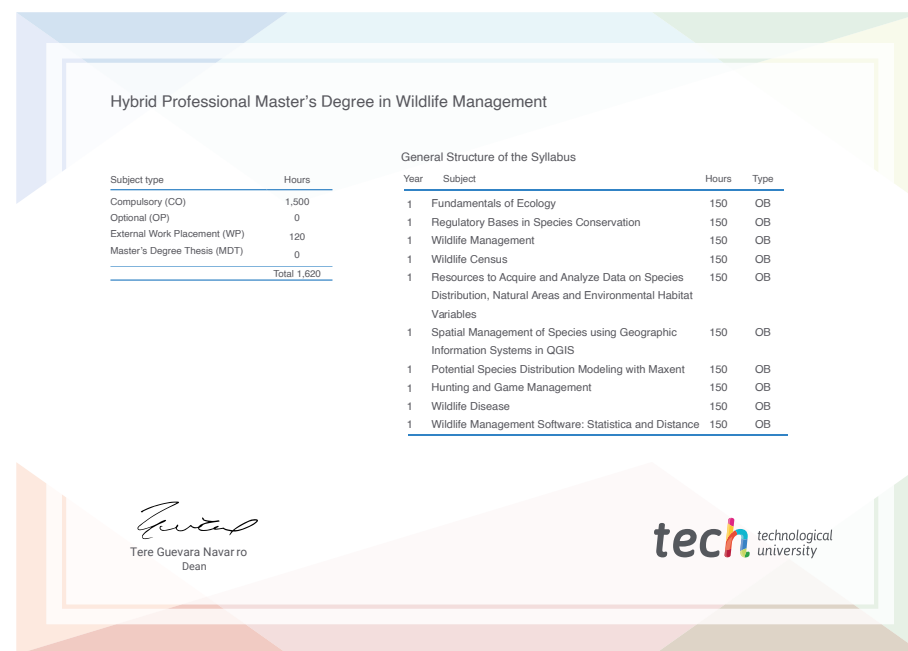 Hybrid Professional Master's Degree in Wildlife Management
Subject type Hours
Compulsory (CO) 1,500
Optional (OP) 0
External Work Placement (WP) 120
Master's Degree Thesis (MDT) 0
Total 1,620
General Structure of the Syllabus
Year Subject Hours Type
1 Fundamentals of Ecology 150 OB
1 Regulatory Bases in Species Conservation 150 OB
1 Wildlife Management 150 OB
1 Wildlife Census 150 OB
1 Resources to Acquire and Analyze Data on Species 150 OB
Distribution, Natural Areas and Environmental Habitat
Variables
1 Spatial Management of Species using Geographic 150 OB
Information Systems in QGIS
1 Potential Species Distribution Modeling with Maxent 150 OB
1 Hunting and Game Management 150 OB
1 Wildlife Disease 150 OB
1 Wildlife Management Software: Statistica and Distance 150 OB
Tere Guevara Navarro
Dean
tech technological
university